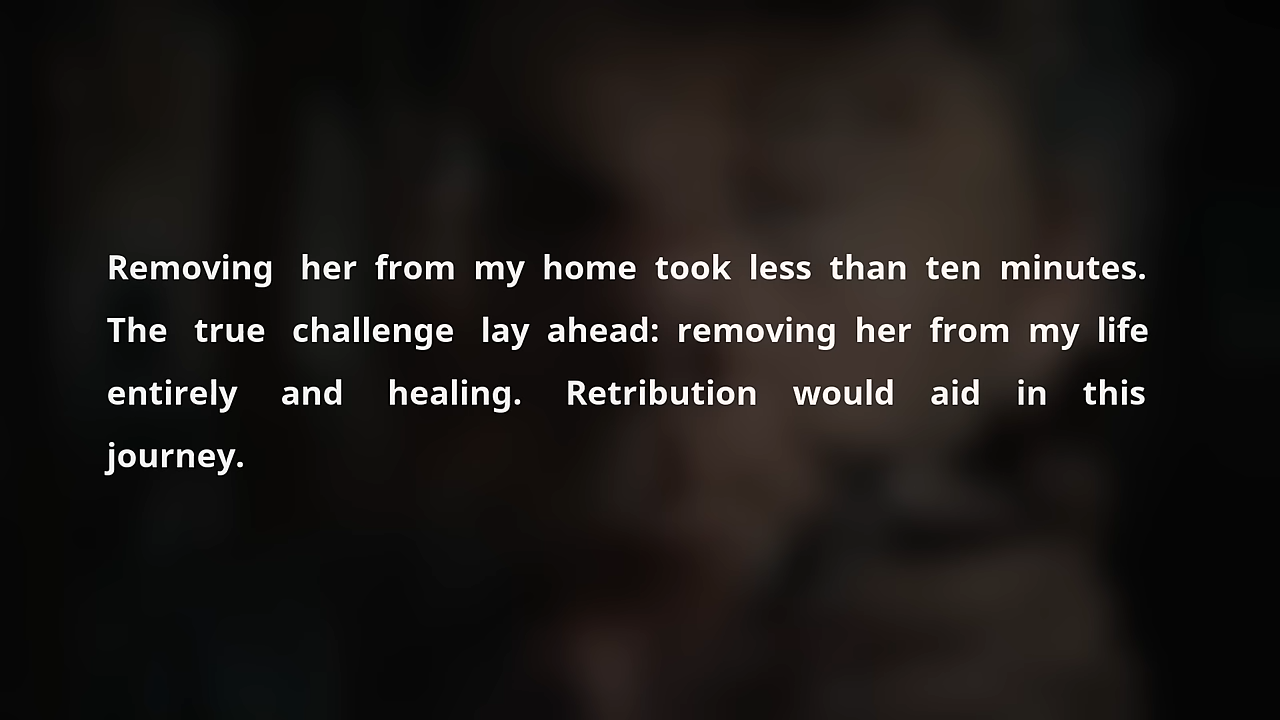 Removing her from my home took less than ten minutes.
The true challenge lay ahead: removing her from my life
entirely and healing. Retribution would aid in this
journey.